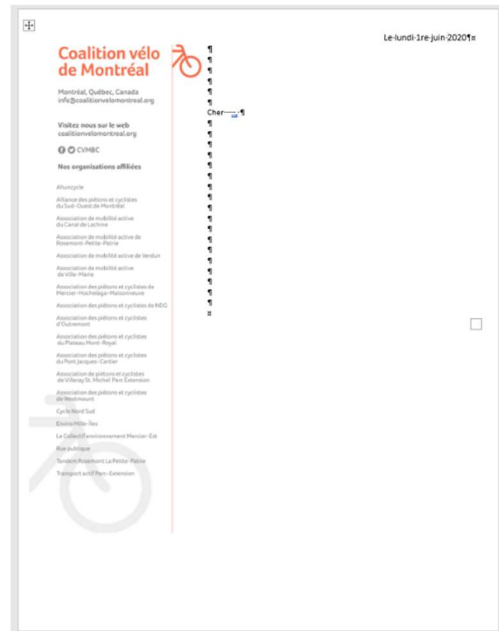 Le·lundi·1re·juin·2020¶¤
Coalition vélo
de Montréal
Montréal, Québec, Canada
info@coalitionvelomontreal.org
Visitez nous sur le web
coalitionvelomontreal.org
CVMBC
Nos organisations affiliées
Ahuncycle
Alliance des piétons et cyclistes
du Sud-Ouest de Montréal
Association de mobilité active
du Canal de Lachine
Association de mobilité active de
Rosemont-Petite-Patrie
Association de mobilité active de Verdun
Association de mobilité active
de Ville-Marie
Association des piétons et cyclistes de
Mercier-Hochelaga-Maisonneuve
Association des piétons et cyclistes de NDG
Association des piétons et cyclistes
d'Outremont
Association des piétons et cyclistes
du Plateau Mont-Royal
Association des piétons et cyclistes
du Pont Jacques-Cartier
Association de piétons et cyclistes
de Villeray St. Michel Parc Extension
Association des piétons et cyclistes
de Westmount
Cyclo Nord Sud
Enviro Mille-Îles
La Collectif environnement Mercier-Est
Rue publique
Tandem Rosemont La Petite-Patrie
Transport actif Parc-Extension
Cher